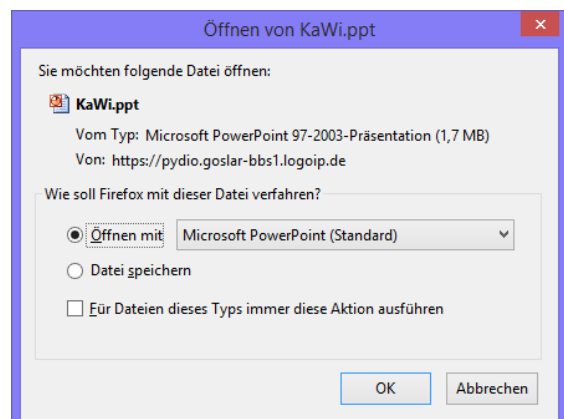 Öffnen von KaWi.ppt
Sie möchten folgende Datei öffnen:
KaWi.ppt
Vom Typ: Microsoft PowerPoint 97-2003-Präsentation (1,7 MB)
Von: https://pydio.goslar-bbs1.logoip.de
Wie soll Firefox mit dieser Datei verfahren?
Öffnen mit Microsoft PowerPoint (Standard)
Datei speichern
Für Dateien dieses Typs immer diese Aktion ausführen
OK Abbrechen